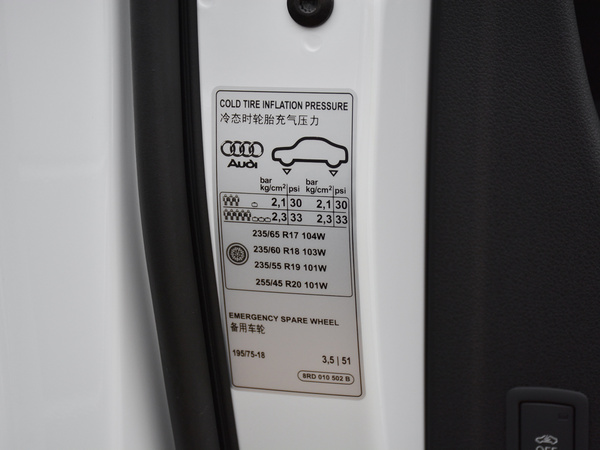 COLD TIRE INFLATION PRESSURE
冷态时轮胎充气压力
Audi
bar bar
kg/cm² psi kg/cm² psi
2,1 30 2,1 30
2,3 33 2,3 33
235/65 R17 104W
235/60 R18 103W
235/55 R19 101W
255/45 R20 101W
EMERGENCY SPARE WHEEL
备用车轮
195/75-18 3,5 | 51
8RD 010 502 B
OFF